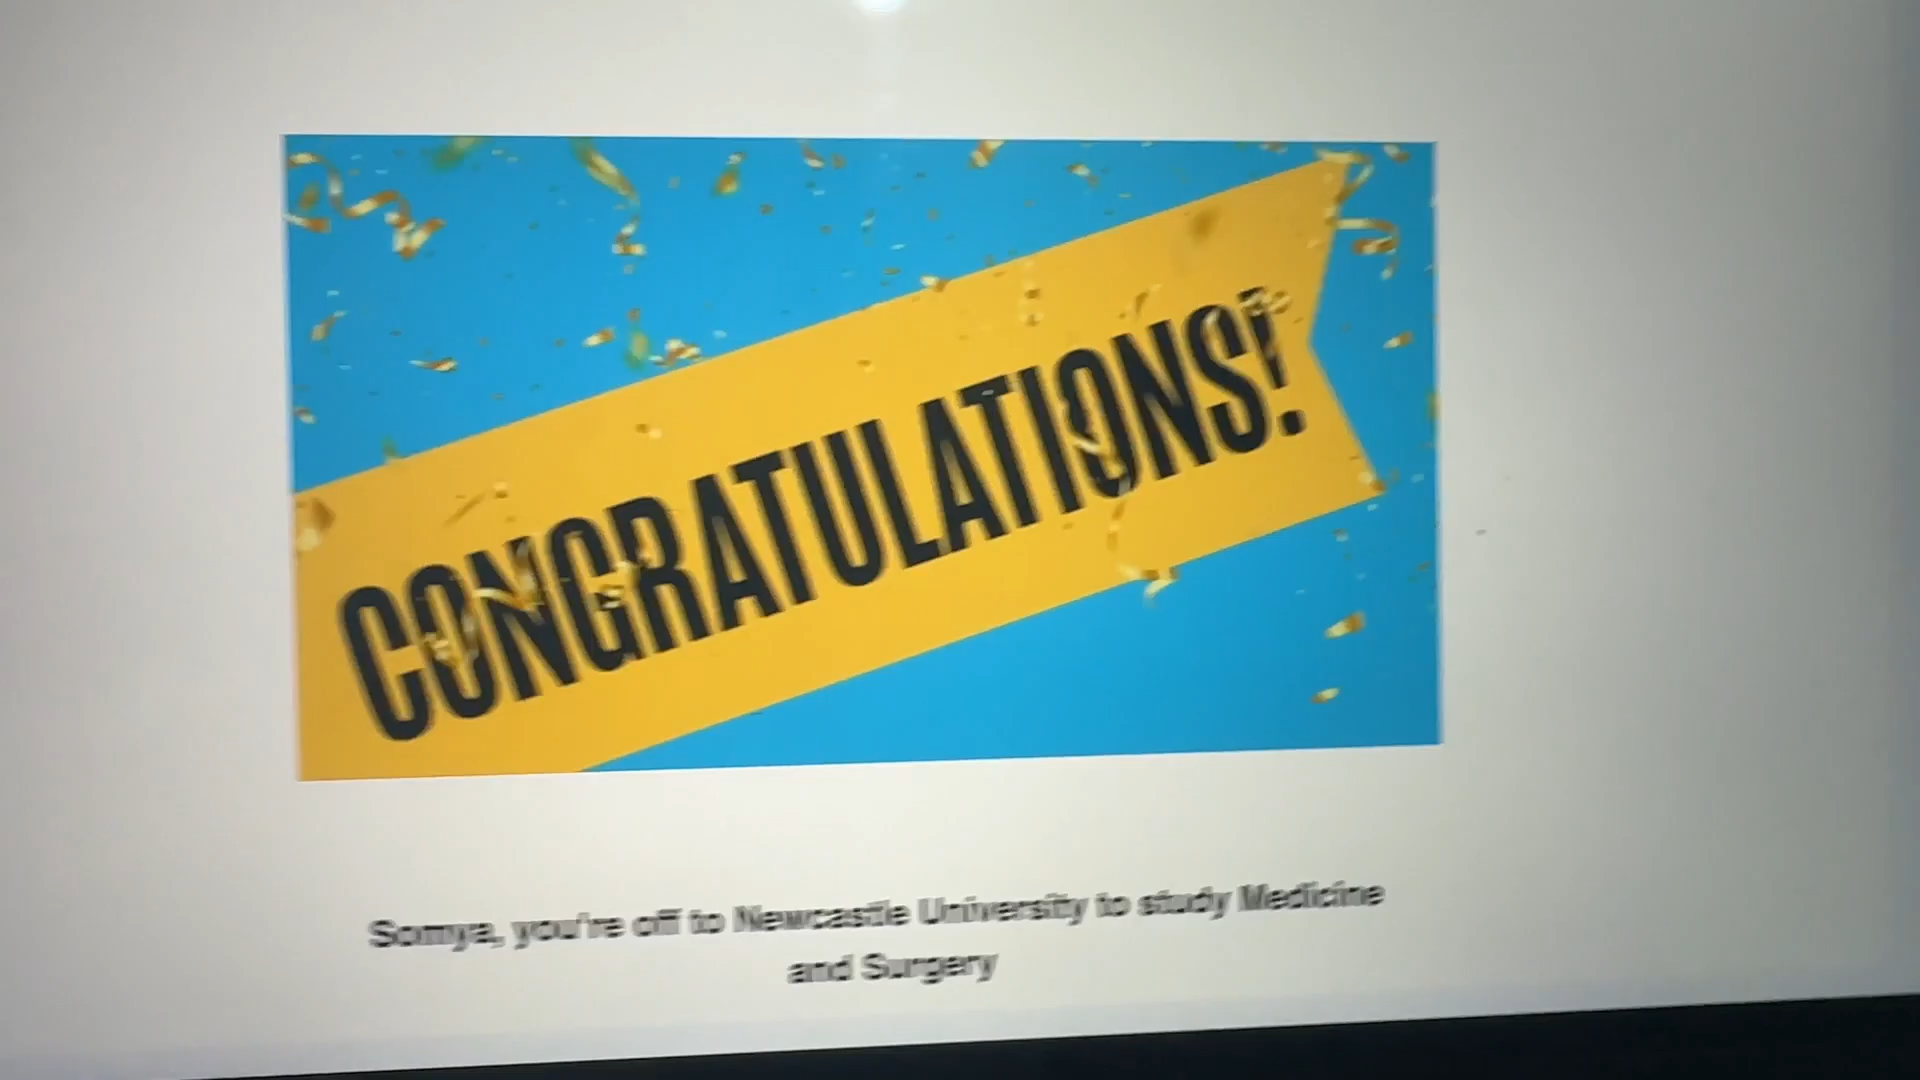 CONGRATULATIONS!
Somya, you're off to Newcastle University to study Medicine
and Surgery